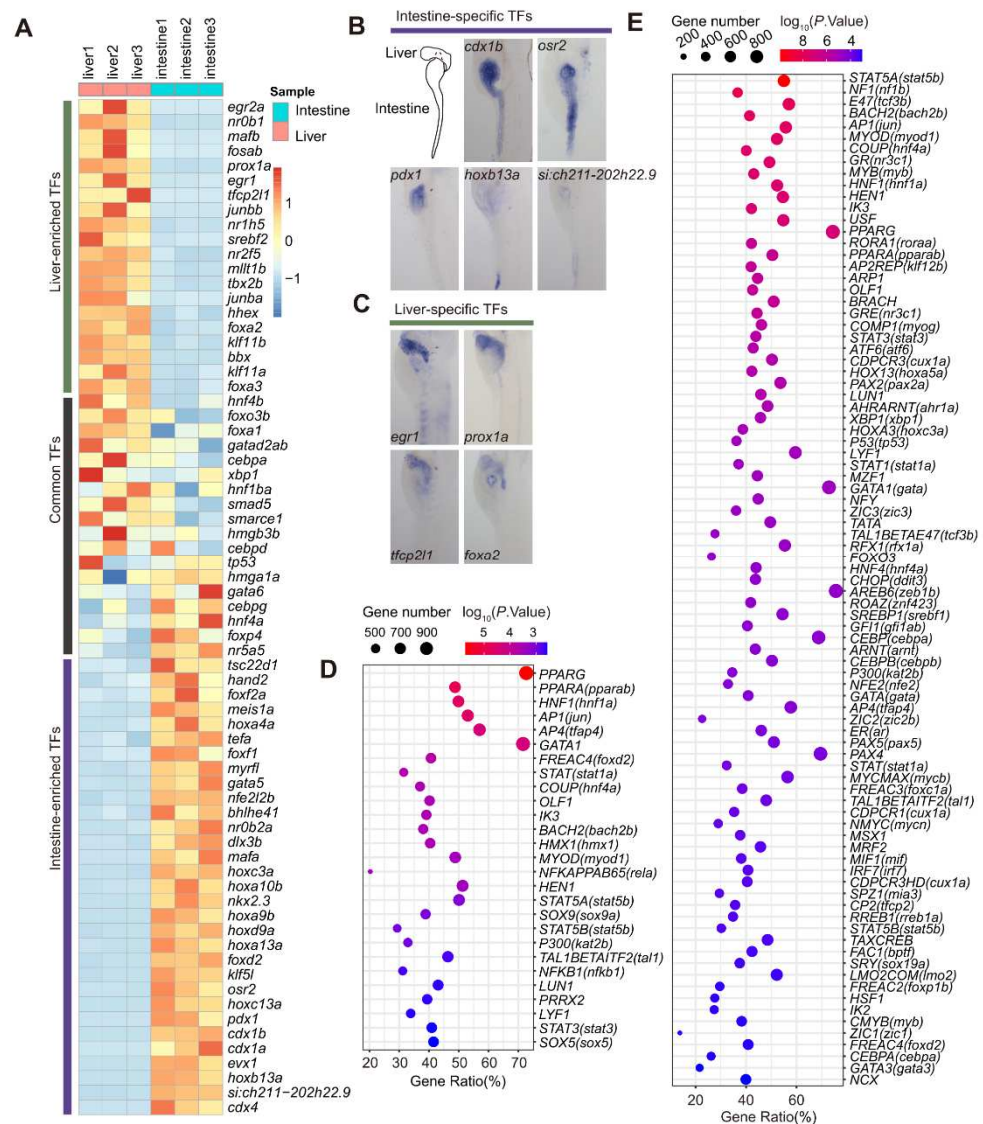 A
liver1
liver2
liver3
intestine1
intestine2
intestine3
Sample
Intestine
Liver
1
0
−1
Liver-enriched TFs
Common TFs
Intestine-enriched TFs
egr2a
nr0b1
mafb
fosab
prox1a
egr1
tfcp2l1
junbb
nr1h5
srebf2
nr2f5
mllt1b
tbx2b
junba
hhex
foxa2
klf11b
bbx
klf11a
foxa3
hnf4b
foxo3b
foxa1
gatad2ab
cebpa
xbp1
hnf1ba
smad5
smarce1
hmgb3b
cebpd
tp53
hmga1a
gata6
cebpg
hnf4a
foxp4
nr5a5
tsc22d1
hand2
foxf2a
meis1a
hoxa4a
tefa
foxf1
myrfl
gata5
nfe2l2b
bhlhe41
nr0b2a
dlx3b
mafa
hoxc3a
hoxa10b
nkx2.3
hoxa9b
hoxd9a
hoxa13a
foxd2
klf5l
osr2
hoxc13a
pdx1
cdx1b
cdx1a
evx1
hoxb13a
si:ch211−202h22.9
cdx4
B
Intestine-specific TFs
Liver
Intestine
cdx1b
osr2
pdx1
hoxb13a
si:ch211-202h22.9
C
Liver-specific TFs
egr1
prox1a
tfcp2l1
foxa2
D
Gene number
500 700 900
log10(P.Value)
5 4 3
PPARG
PPARA(pparab)
HNF1(hnf1a)
AP1(jun)
AP4(tfap4)
GATA1
FREAC4(foxd2)
STAT(stat1a)
COUP(hnf4a)
OLF1
IK3
BACH2(bach2b)
HMX1(hmx1)
MYOD(myod1)
NFKAPPAB65(rela)
HEN1
STAT5A(stat5b)
SOX9(sox9a)
STAT5B(stat5b)
P300(kat2b)
TAL1BETAITF2(tal1)
NFKB1(nfkb1)
LUN1
PRRX2
LYF1
STAT3(stat3)
SOX5(sox5)
20 30 40 50 60 70
Gene Ratio(%)
E
Gene number
200 400 600 800
log10(P.Value)
8 6 4
STAT5A(stat5b)
NF1(nf1b)
E47(tcf3b)
BACH2(bach2b)
AP1(jun)
MYOD(myod1)
COUP(hnf4a)
GR(nr3c1)
MYB(myb)
HNF1(hnf1a)
HEN1
IK3
USF
PPARG
RORA1(roraa)
PPARA(pparab)
AP2REP(klf12b)
ARP1
OLF1
BRACH
GRE(nr3c1)
COMP1(myog)
STAT3(stat3)
ATF6(atf6)
CDPCR3(cux1a)
HOX13(hoxa5a)
PAX2(pax2a)
LUN1
AHRARNT(ahr1a)
XBP1(xbp1)
HOXA3(hoxc3a)
P53(tp53)
LYF1
STAT1(stat1a)
MZF1
GATA1(gata)
NFY
ZIC3(zic3)
TATA
TAL1BETAE47(tcf3b)
RFX1(rfx1a)
FOXO3
HNF4(hnf4a)
CHOP(ddit3)
AREB6(zeb1b)
ROAZ(znf423)
SREBP1(srebf1)
GFI1(gfi1ab)
CEBP(cebpa)
ARNT(arnt)
CEBPB(cebpb)
P300(kat2b)
NFE2(nfe2)
GATA(gata)
AP4(tfap4)
ZIC2(zic2b)
ER(ar)
PAX5(pax5)
PAX4
STAT(stat1a)
MYCMAX(mycb)
FREAC3(foxc1a)
TAL1BETAITF2(tal1)
CDPCR1(cux1a)
NMYC(mycn)
MSX1
MRF2
MIF1(mif)
IRF7(irf7)
CDPCR3HD(cux1a)
SPZ1(mia3)
CP2(tfcp2)
RREB1(rreb1a)
STAT5B(stat5b)
TAXCREB
FAC1(bptf)
SRY(sox19a)
LMO2COM(lmo2)
FREAC2(foxp1b)
HSF1
IK2
CMYB(myb)
ZIC1(zic1)
FREAC4(foxd2)
CEBPA(cebpa)
GATA3(gata3)
NCX
20 40 60
Gene Ratio(%)